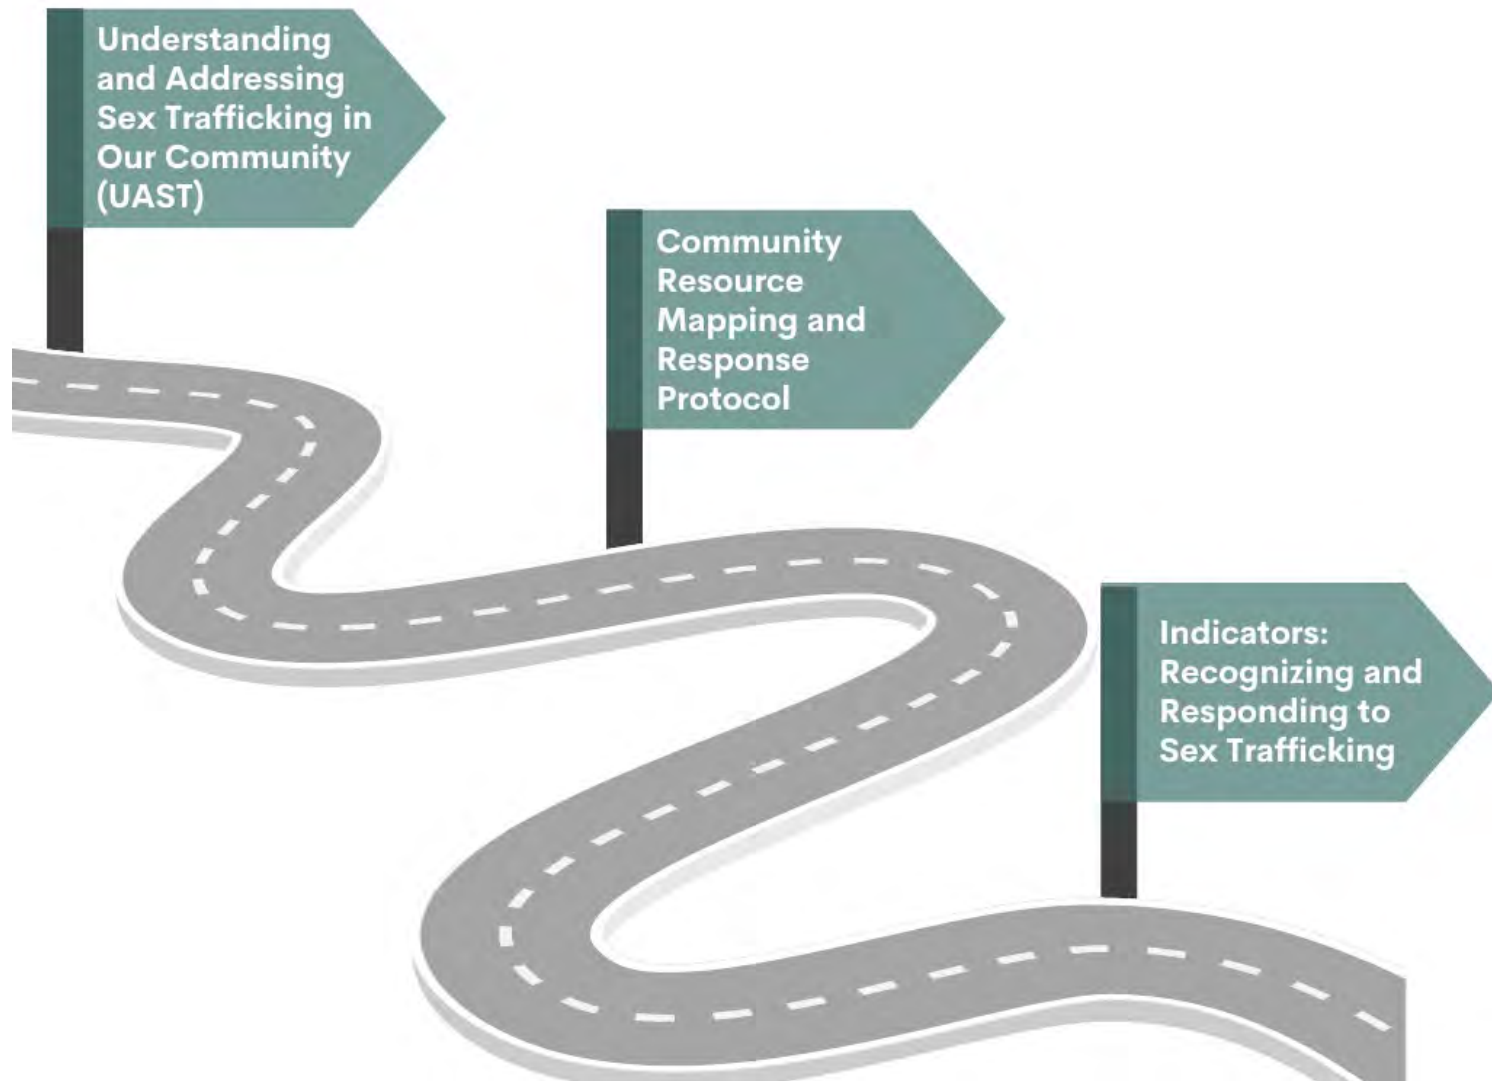 Understanding
and Addressing
Sex Trafficking in
Our Community
(UAST)
Community
Resource
Mapping and
Response
Protocol
Indicators:
Recognizing and
Responding to
Sex Trafficking